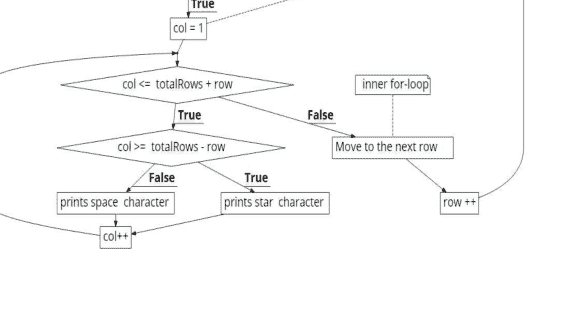 True
col = 1
col <= totalRows + row
inner for-loop
True
False
col >= totalRows - row
Move to the next row
False
True
prints space character
prints star character
row ++
col++